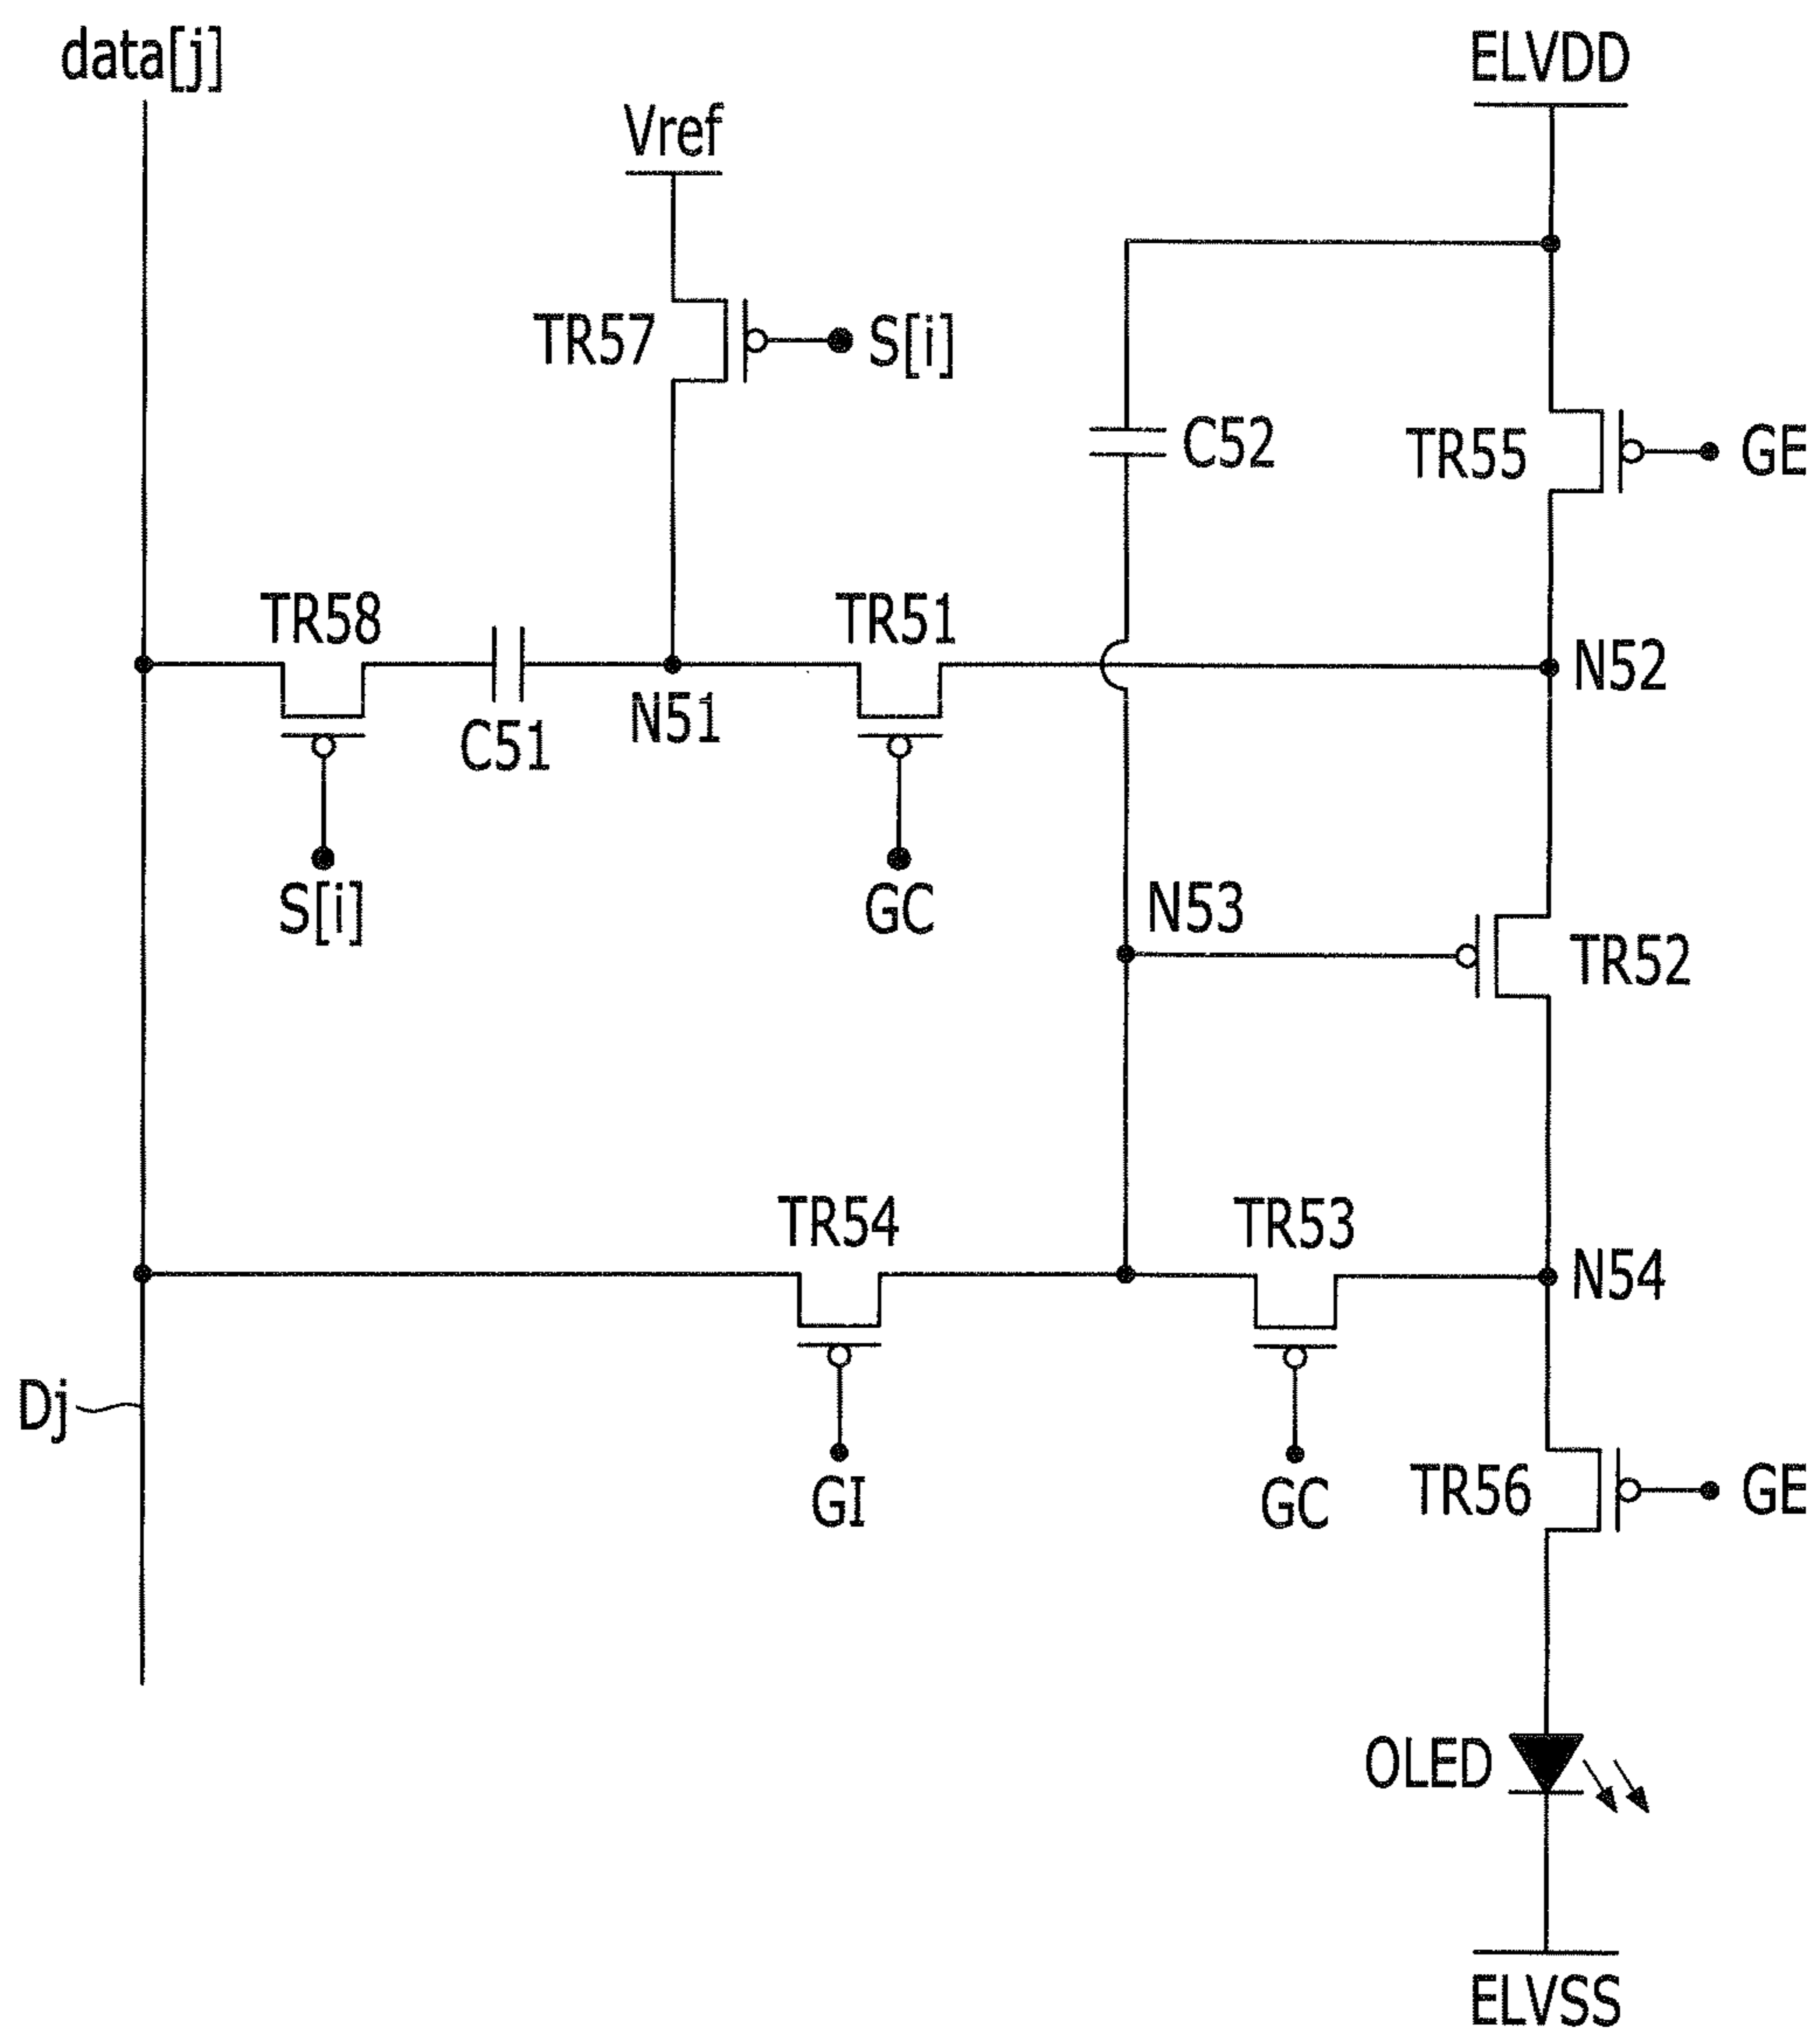 data[j]
ELVDD
Vref
TR57
S[i]
C52
TR55
GE
TR58
TR51
N52
C51
N51
S[i]
GC
N53
TR52
TR54
TR53
N54
Dj
GI
GC
TR56
GE
OLED
ELVSS